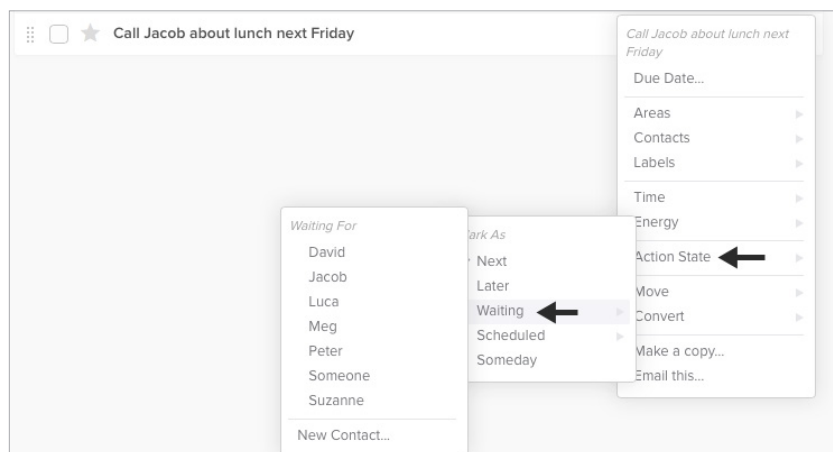 Call Jacob about lunch next Friday
Call Jacob about lunch next
Friday
Due Date...
Areas
Contacts
Labels
Time
Energy
Action State
Move
Convert
Make a copy...
Email this...
Mark As
Next
Later
Waiting
Scheduled
Someday
Waiting For
David
Jacob
Luca
Meg
Peter
Someone
Suzanne
New Contact...